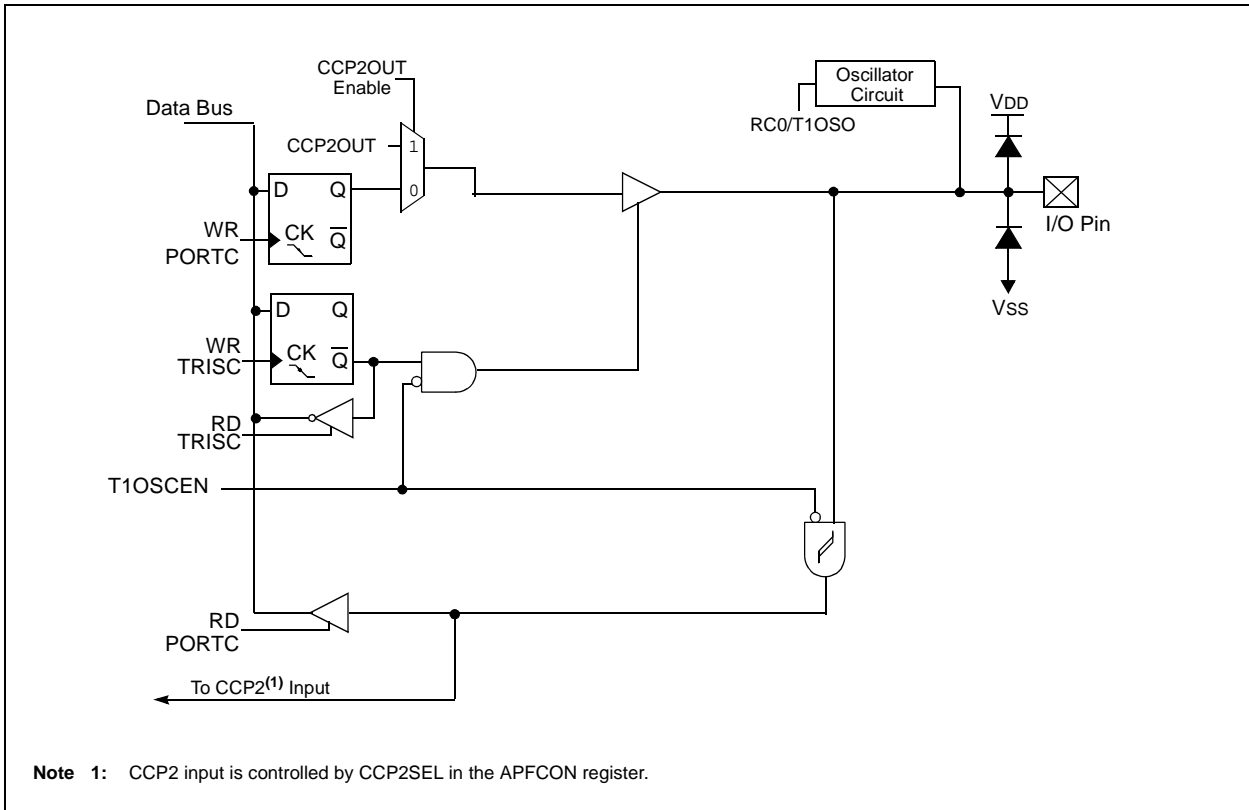 CCP2OUT
Enable
Data Bus
CCP2OUT
1
0
D Q
WR
PORTC
CK Q
D Q
WR
TRISC
CK Q
RD
TRISC
T1OSCEN
RD
PORTC
To CCP2(1) Input
Oscillator
Circuit
RC0/T1OSO
VDD
I/O Pin
VSS
Note 1: CCP2 input is controlled by CCP2SEL in the APFCON register.